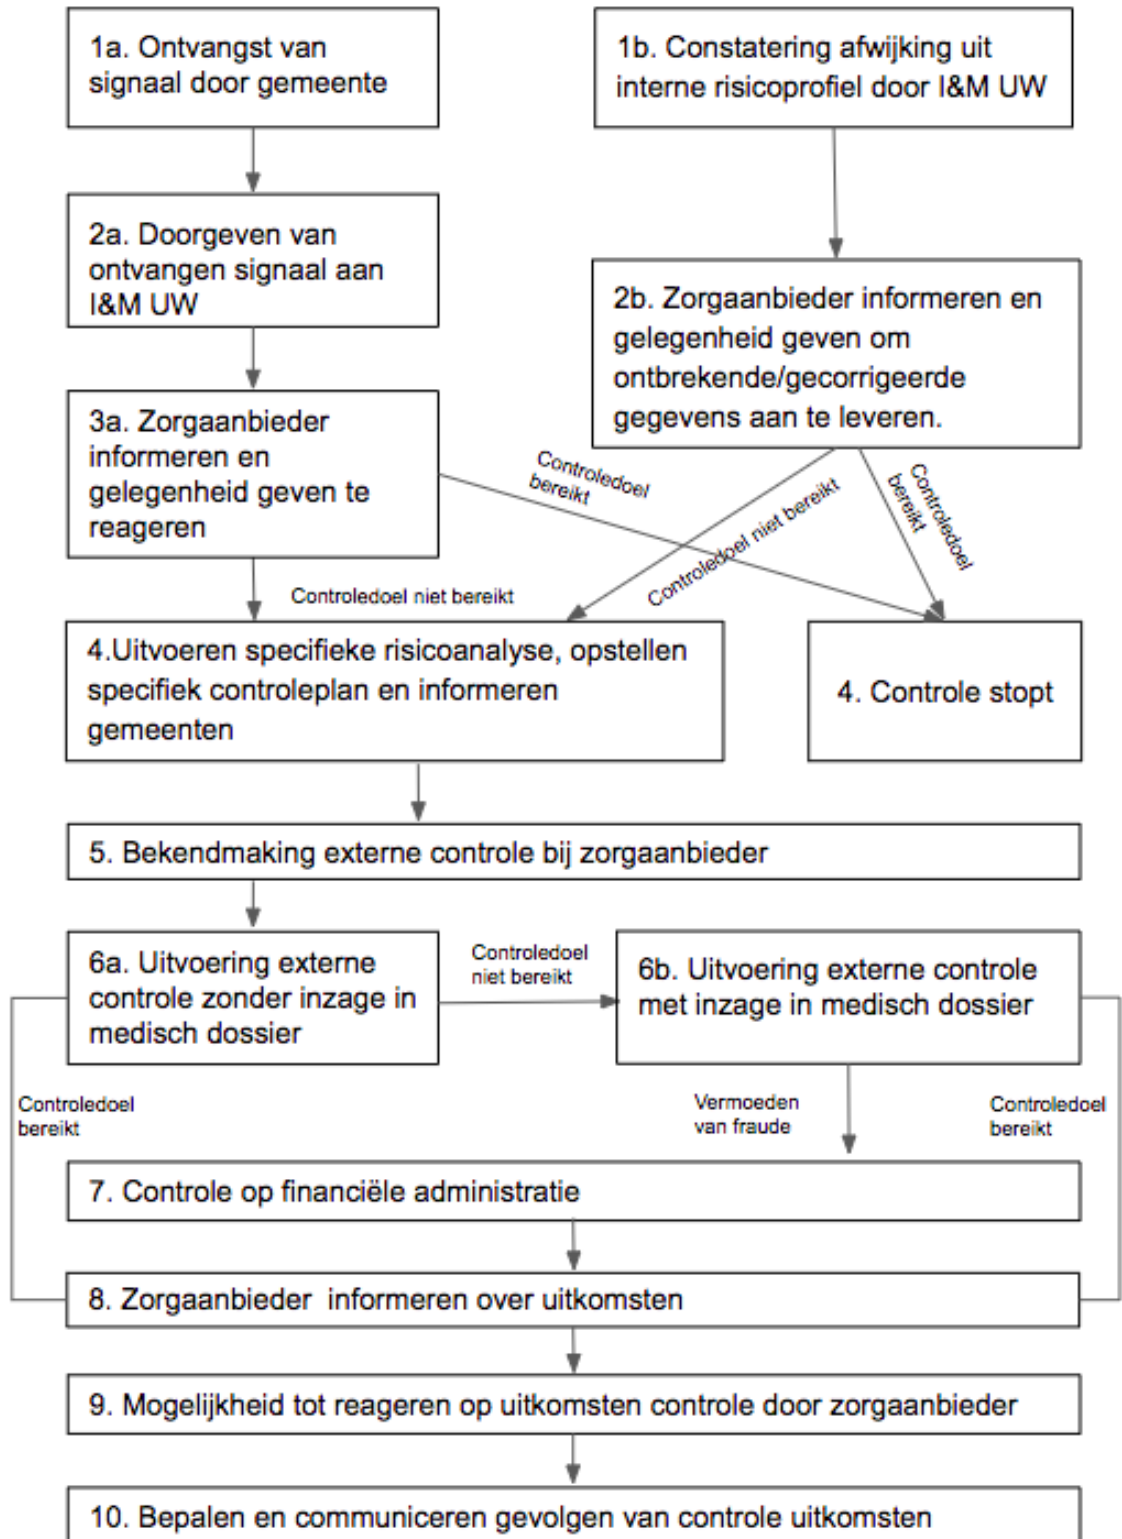 1a. Ontvangst van
signaal door gemeente
1b. Constatering afwijking uit
interne risicoprofiel door I&M UW
2a. Doorgeven van
ontvangen signaal aan
I&M UW
2b. Zorgaanbieder informeren en
gelegenheid geven om
ontbrekende/gecorrigeerde
gegevens aan te leveren.
3a. Zorgaanbieder
informeren en
gelegenheid geven te
reageren
Controledoel
bereikt
Controledoel niet bereikt
Controledoel
bereikt
Controledoel niet bereikt
4.Uitvoeren specifieke risicoanalyse, opstellen
specifiek controleplan en informeren
gemeenten
4. Controle stopt
5. Bekendmaking externe controle bij zorgaanbieder
6a. Uitvoering externe
controle zonder inzage in
medisch dossier
Controledoel
niet bereikt
6b. Uitvoering externe controle
met inzage in medisch dossier
Controledoel
bereikt
Vermoeden
van fraude
Controledoel
bereikt
7. Controle op financiële administratie
8. Zorgaanbieder  informeren over uitkomsten
9. Mogelijkheid tot reageren op uitkomsten controle door zorgaanbieder
10. Bepalen en communiceren gevolgen van controle uitkomsten